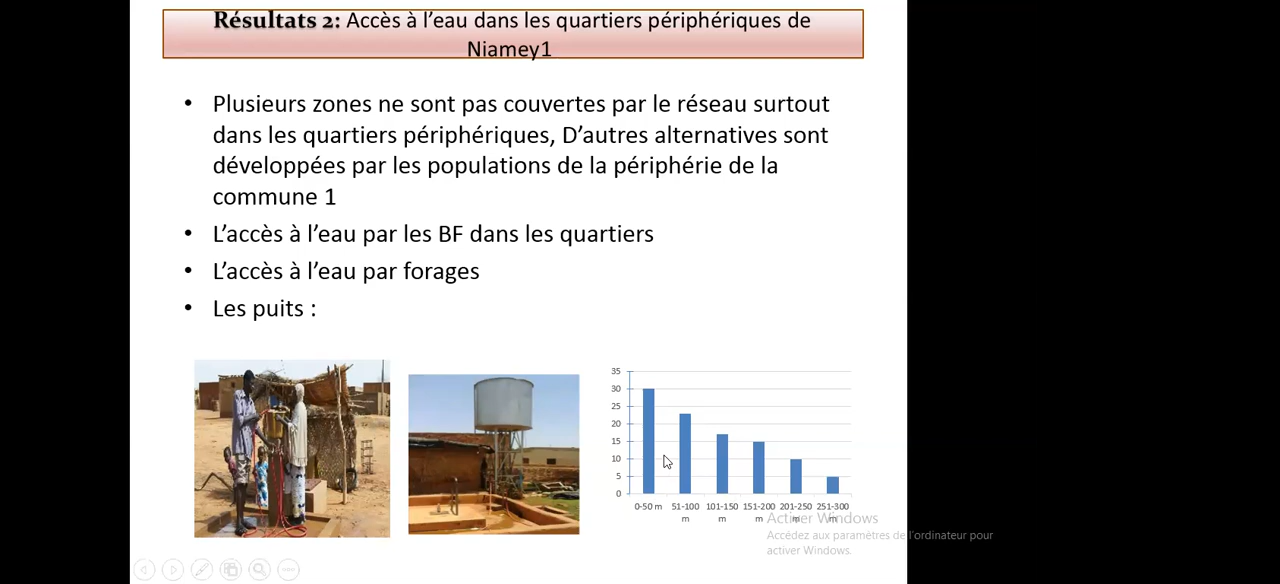 Résultats 2: Accès à l’eau dans les quartiers périphériques de
Niamey1
• Plusieurs zones ne sont pas couvertes par le réseau surtout
dans les quartiers périphériques, D’autres alternatives sont
développées par les populations de la périphérie de la
commune 1
• L’accès à l’eau par les BF dans les quartiers
• L’accès à l’eau par forages
• Les puits :
35
30
25
20
15
10
5
0
0-50 m 51-100 m 101-150 m 151-200 m 201-250 m 251-300 m
Activer Windows
Accédez aux paramètres de l’ordinateur pour
activer Windows.